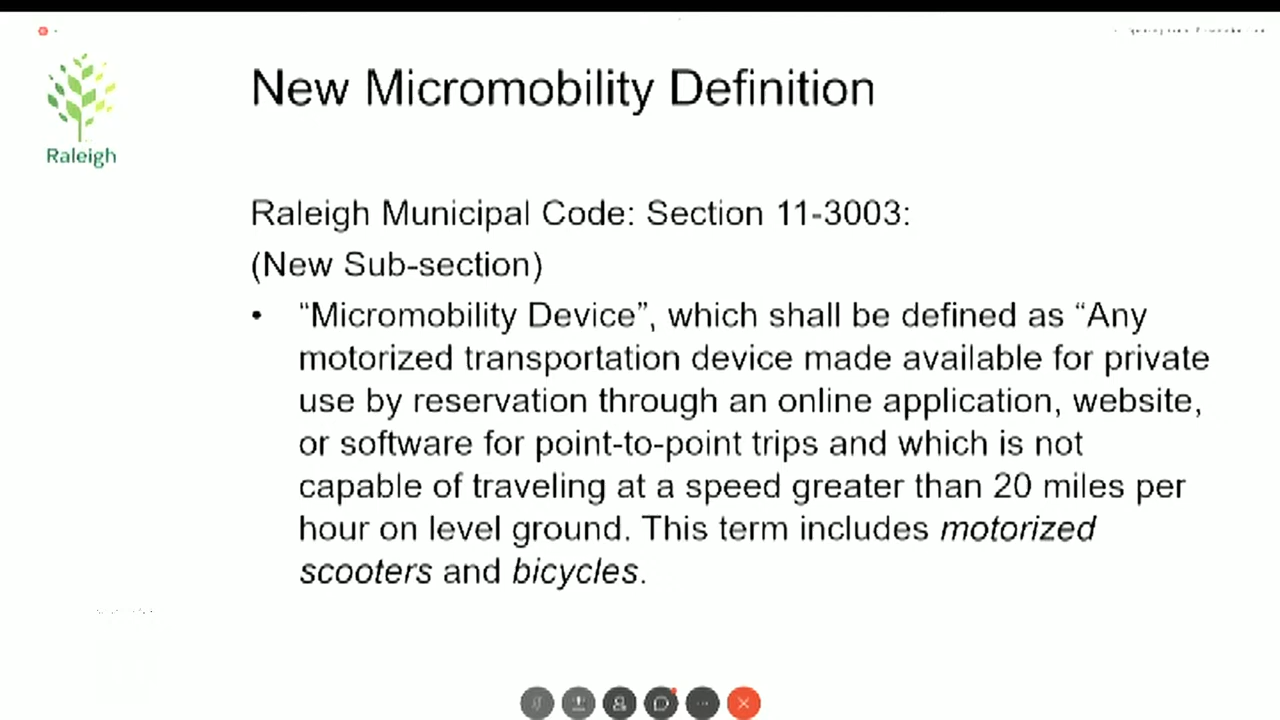 New Micromobility Definition
Raleigh
Raleigh Municipal Code: Section 11-3003:
(New Sub-section)
• “Micromobility Device”, which shall be defined as “Any
motorized transportation device made available for private
use by reservation through an online application, website,
or software for point-to-point trips and which is not
capable of traveling at a speed greater than 20 miles per
hour on level ground. This term includes motorized
scooters and bicycles.